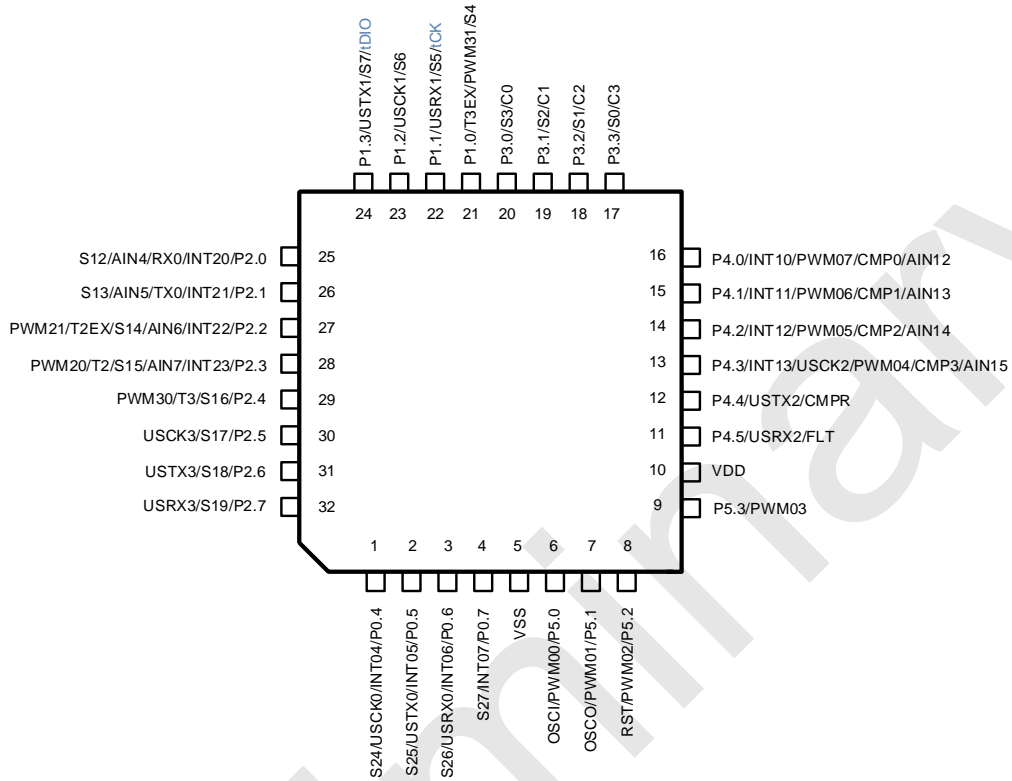 P1.3/USTX1/S7/tDIO
P1.2/USCK1/S6
P1.1/USRX1/S5/tCK
P1.0/T3EX/PWM31/S4
P3.0/S3/C0
P3.1/S2/C1
P3.2/S1/C2
P3.3/S0/C3
24 23 22 21 20 19 18 17
S12/AIN4/RX0/INT20/P2.0 25
S13/AIN5/TX0/INT21/P2.1 26
PWM21/T2EX/S14/AIN6/INT22/P2.2 27
PWM20/T2/S15/AIN7/INT23/P2.3 28
PWM30/T3/S16/P2.4 29
USCK3/S17/P2.5 30
USTX3/S18/P2.6 31
USRX3/S19/P2.7 32
16 P4.0/INT10/PWM07/CMP0/AIN12
15 P4.1/INT11/PWM06/CMP1/AIN13
14 P4.2/INT12/PWM05/CMP2/AIN14
13 P4.3/INT13/USCK2/PWM04/CMP3/AIN15
12 P4.4/USTX2/CMPR
11 P4.5/USRX2/FLT
10 VDD
9 P5.3/PWM03
1 2 3 4 5 6 7 8
S24/USCK0/INT04/P0.4
S25/USTX0/INT05/P0.5
S26/USRX0/INT06/P0.6
S27/INT07/P0.7
VSS
OSCI/PWM00/P5.0
OSCO/PWM01/P5.1
RST/PWM02/P5.2